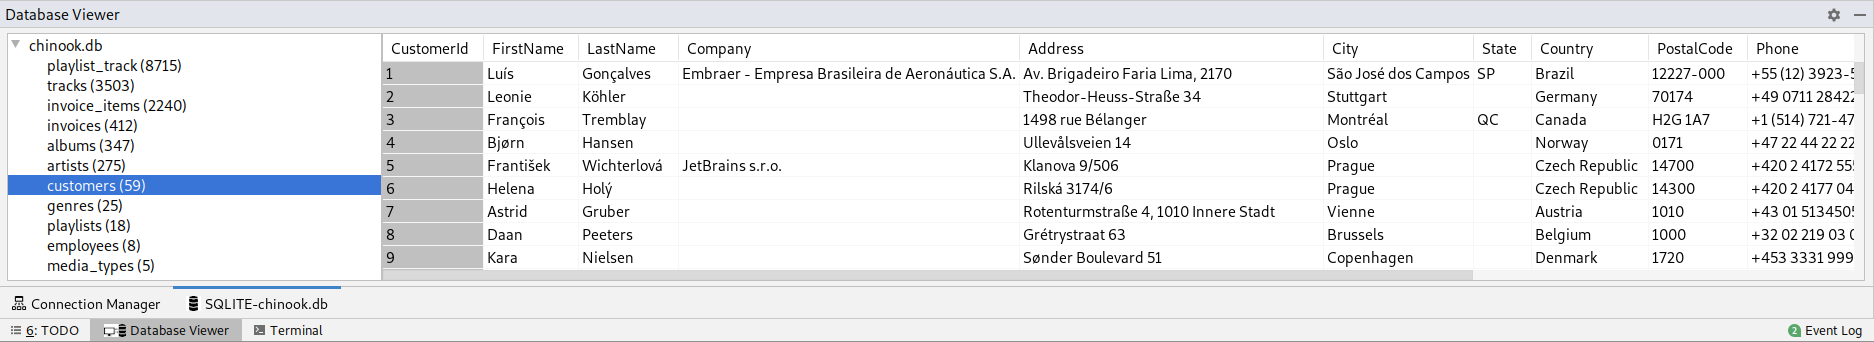 Database Viewer
chinook.db
playlist_track (8715)
tracks (3503)
invoice_items (2240)
invoices (412)
albums (347)
artists (275)
customers (59)
genres (25)
playlists (18)
employees (8)
media_types (5)
CustomerId FirstName LastName Company Address City State Country PostalCode Phone
1 Luís Gonçalves Embraer - Empresa Brasileira de Aeronáutica S.A. Av. Brigadeiro Faria Lima, 2170 São José dos Campos SP Brazil 12227-000 +55 (12) 3923-5
2 Leonie Köhler Theodor-Heuss-Straße 34 Stuttgart Germany 70174 +49 0711 28422
3 François Tremblay 1498 rue Bélanger Montréal QC Canada H2G 1A7 +1 (514) 721-47
4 Bjørn Hansen Ullevålsveien 14 Oslo Norway 0171 +47 22 44 22 22
5 František Wichterlová JetBrains s.r.o. Klanova 9/506 Prague Czech Republic 14700 +420 2 4172 555
6 Helena Holý Rilská 3174/6 Prague Czech Republic 14300 +420 2 4177 04
7 Astrid Gruber Rotenturmstraße 4, 1010 Innere Stadt Vienne Austria 1010 +43 01 5134505
8 Daan Peeters Grétrystraat 63 Brussels Belgium 1000 +32 02 219 03 0
9 Kara Nielsen Sønder Boulevard 51 Copenhagen Denmark 1720 +453 3331 999
Connection Manager SQLITE-chinook.db
6: TODO Database Viewer Terminal 2 Event Log